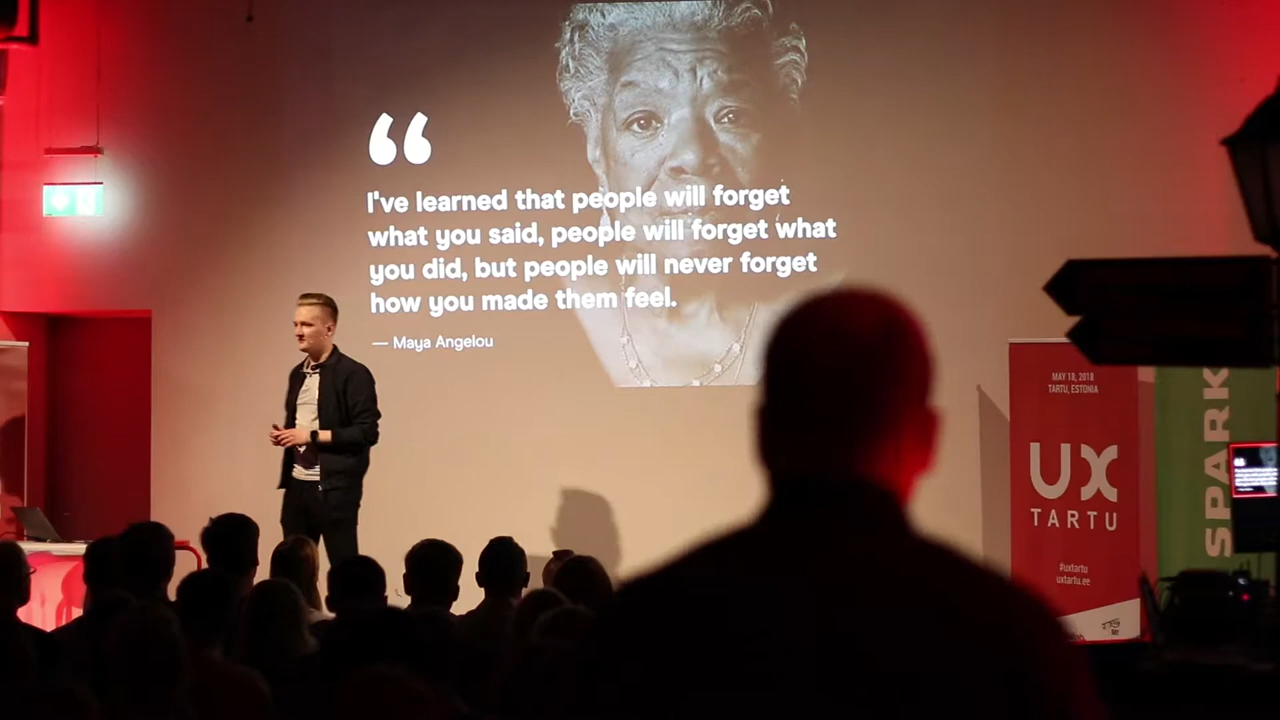 “
I've learned that people will forget
what you said, people will forget what
you did, but people will never forget
how you made them feel.
— Maya Angelou
MAY 18, 2018
TARTU, ESTONIA
UX
TARTU
#uxtartu
uxtartu.ee
SPARK